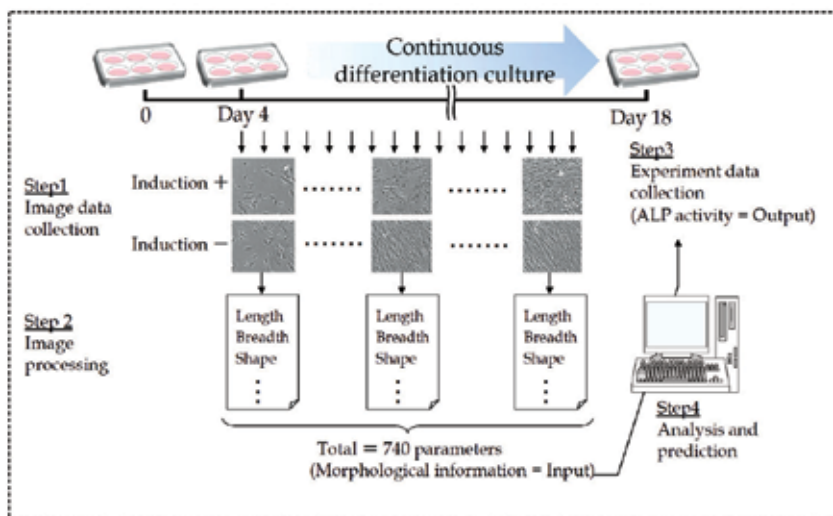 Continuous
differentiation culture
0
Day 4
Day 18
Step1
Image data
collection
Induction +
Induction −
Step3
Experiment data
collection
(ALP activity = Output)
Step 2
Image
processing
Length
Breadth
Shape
⋮
Length
Breadth
Shape
⋮
Length
Breadth
Shape
⋮
Step4
Analysis and
prediction
Total = 740 parameters
(Morphological information = Input)